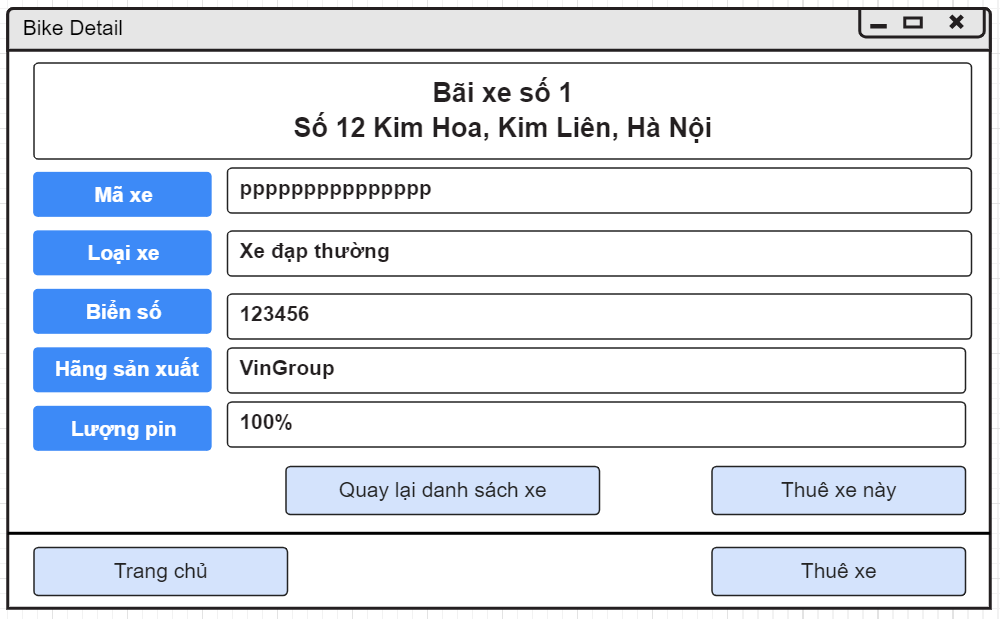 Bike Detail
Bãi xe số 1
Số 12 Kim Hoa, Kim Liên, Hà Nội
Mã xe
ppppppppppppppp
Loại xe
Xe đạp thường
Biển số
123456
Hãng sản xuất
VinGroup
Lượng pin
100%
Quay lại danh sách xe
Thuê xe này
Trang chủ
Thuê xe